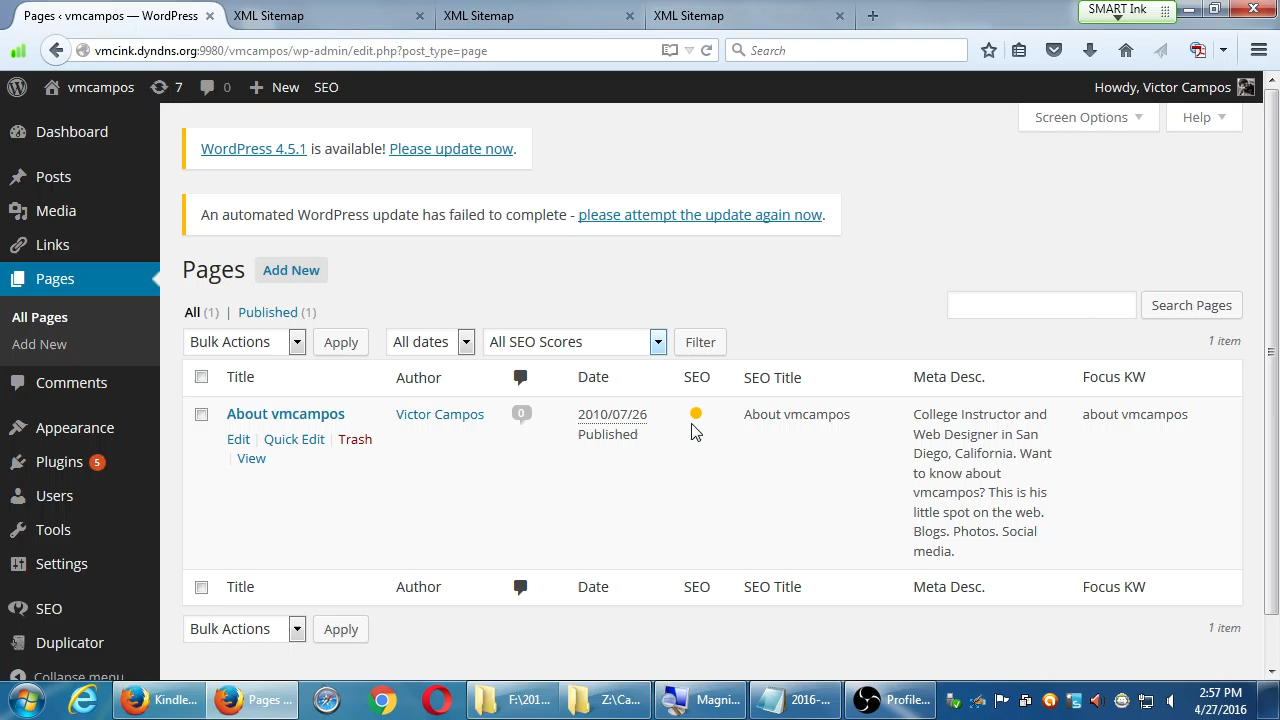 Pages ‹ vmcampos — WordPress
XML Sitemap
XML Sitemap
XML Sitemap
SMART Ink
vmcink.dyndns.org:9980/vmcampos/wp-admin/edit.php?post_type=page
Search
vmcampos
7
0
New
SEO
Howdy, Victor Campos
Screen Options
Help
Dashboard
Posts
Media
Links
Pages
All Pages
Add New
Comments
Appearance
Plugins 5
Users
Tools
Settings
SEO
Duplicator
Collapse menu
WordPress 4.5.1 is available! Please update now.
An automated WordPress update has failed to complete - please attempt the update again now.
Pages Add New
All (1) | Published (1)
Search Pages
Bulk Actions Apply All dates All SEO Scores Filter 1 item
Title Author Date SEO SEO Title Meta Desc. Focus KW
About vmcampos
Edit | Quick Edit | Trash
| View
Victor Campos
0
2010/07/26
Published
About vmcampos
College Instructor and
Web Designer in San
Diego, California. Want
to know about
vmcampos? This is his
little spot on the web.
Blogs. Photos. Social
media.
about vmcampos
Title Author Date SEO SEO Title Meta Desc. Focus KW
Bulk Actions Apply 1 item
Kindle...
Pages ...
F:\201...
Z:\Ca...
Magni...
2016-...
Profile...
2:57 PM
4/27/2016